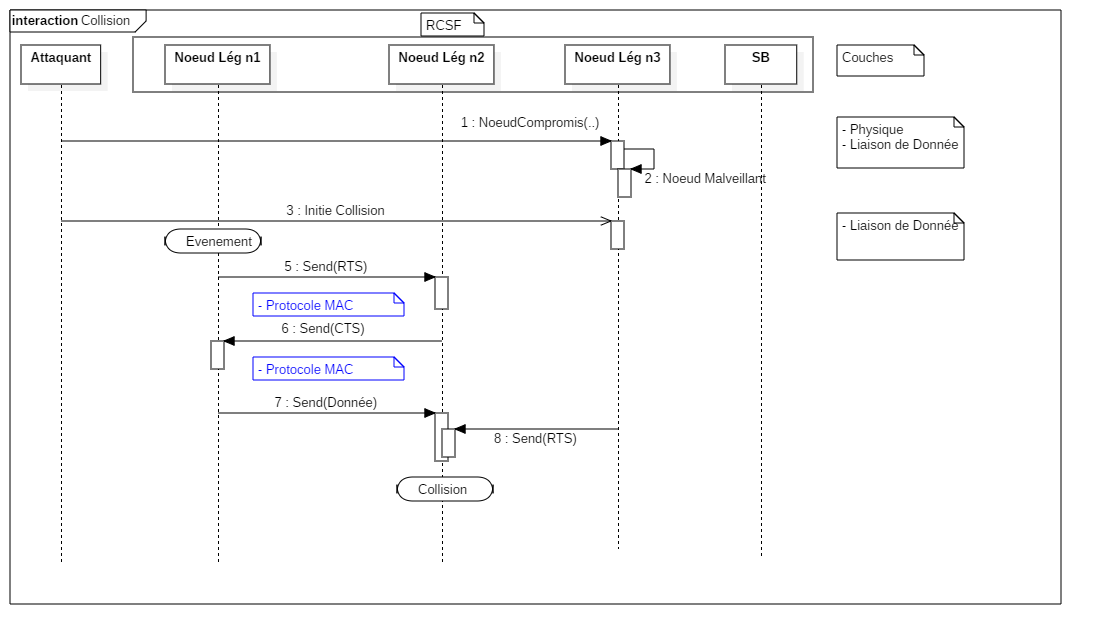 interaction Collision
RCSF
Attaquant
Noeud Lég n1
Noeud Lég n2
Noeud Lég n3
SB
Couches
1 : NoeudCompromis(..)
- Physique
- Liaison de Donnée
2 : Noeud Malveillant
3 : Initie Collision
- Liaison de Donnée
Evenement
5 : Send(RTS)
- Protocole MAC
6 : Send(CTS)
- Protocole MAC
7 : Send(Donnée)
8 : Send(RTS)
Collision